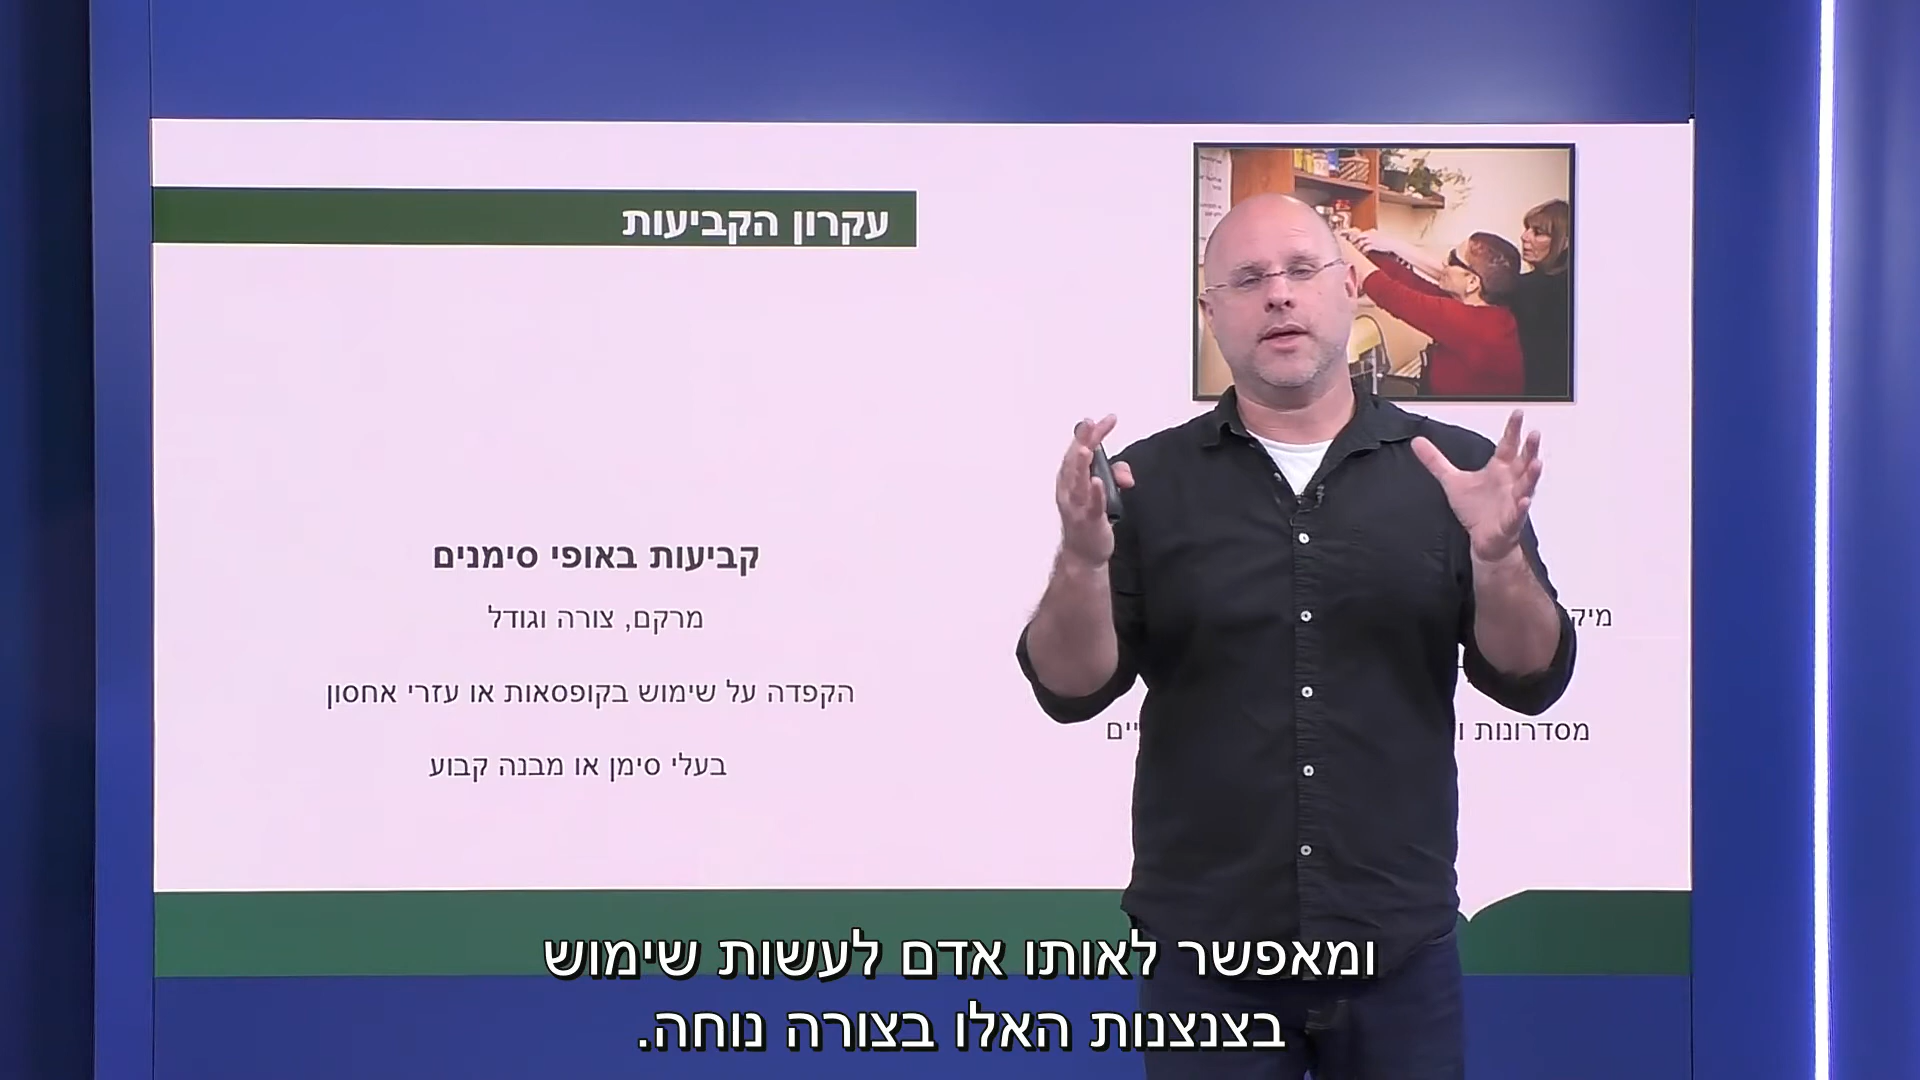 עקרון הקביעות
מסדרונות
קביעות באופי סימנים
מרקם, צורה וגודל
הקפדה על שימוש בקופסאות או עזרי אחסון
בעלי סימן או מבנה קבוע
ומאפשר לאותו אדם לעשות שימוש
בצנצנות האלו בצורה נוחה.